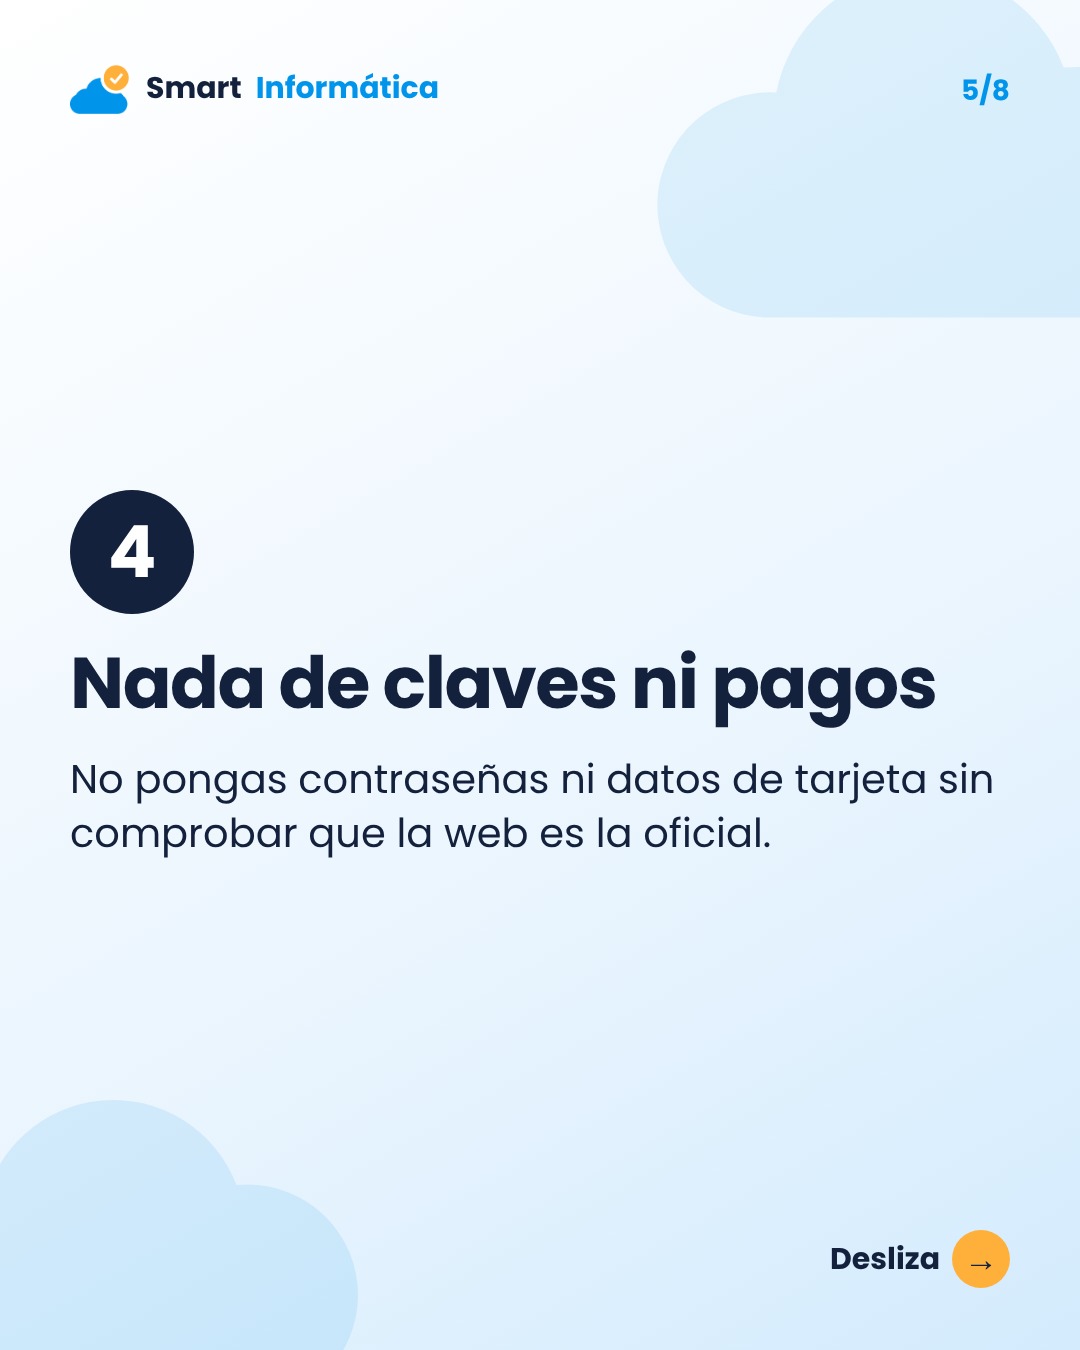 Smart Informática
5/8
4
Nada de claves ni pagos
No pongas contraseñas ni datos de tarjeta sin
comprobar que la web es la oficial.
Desliza →